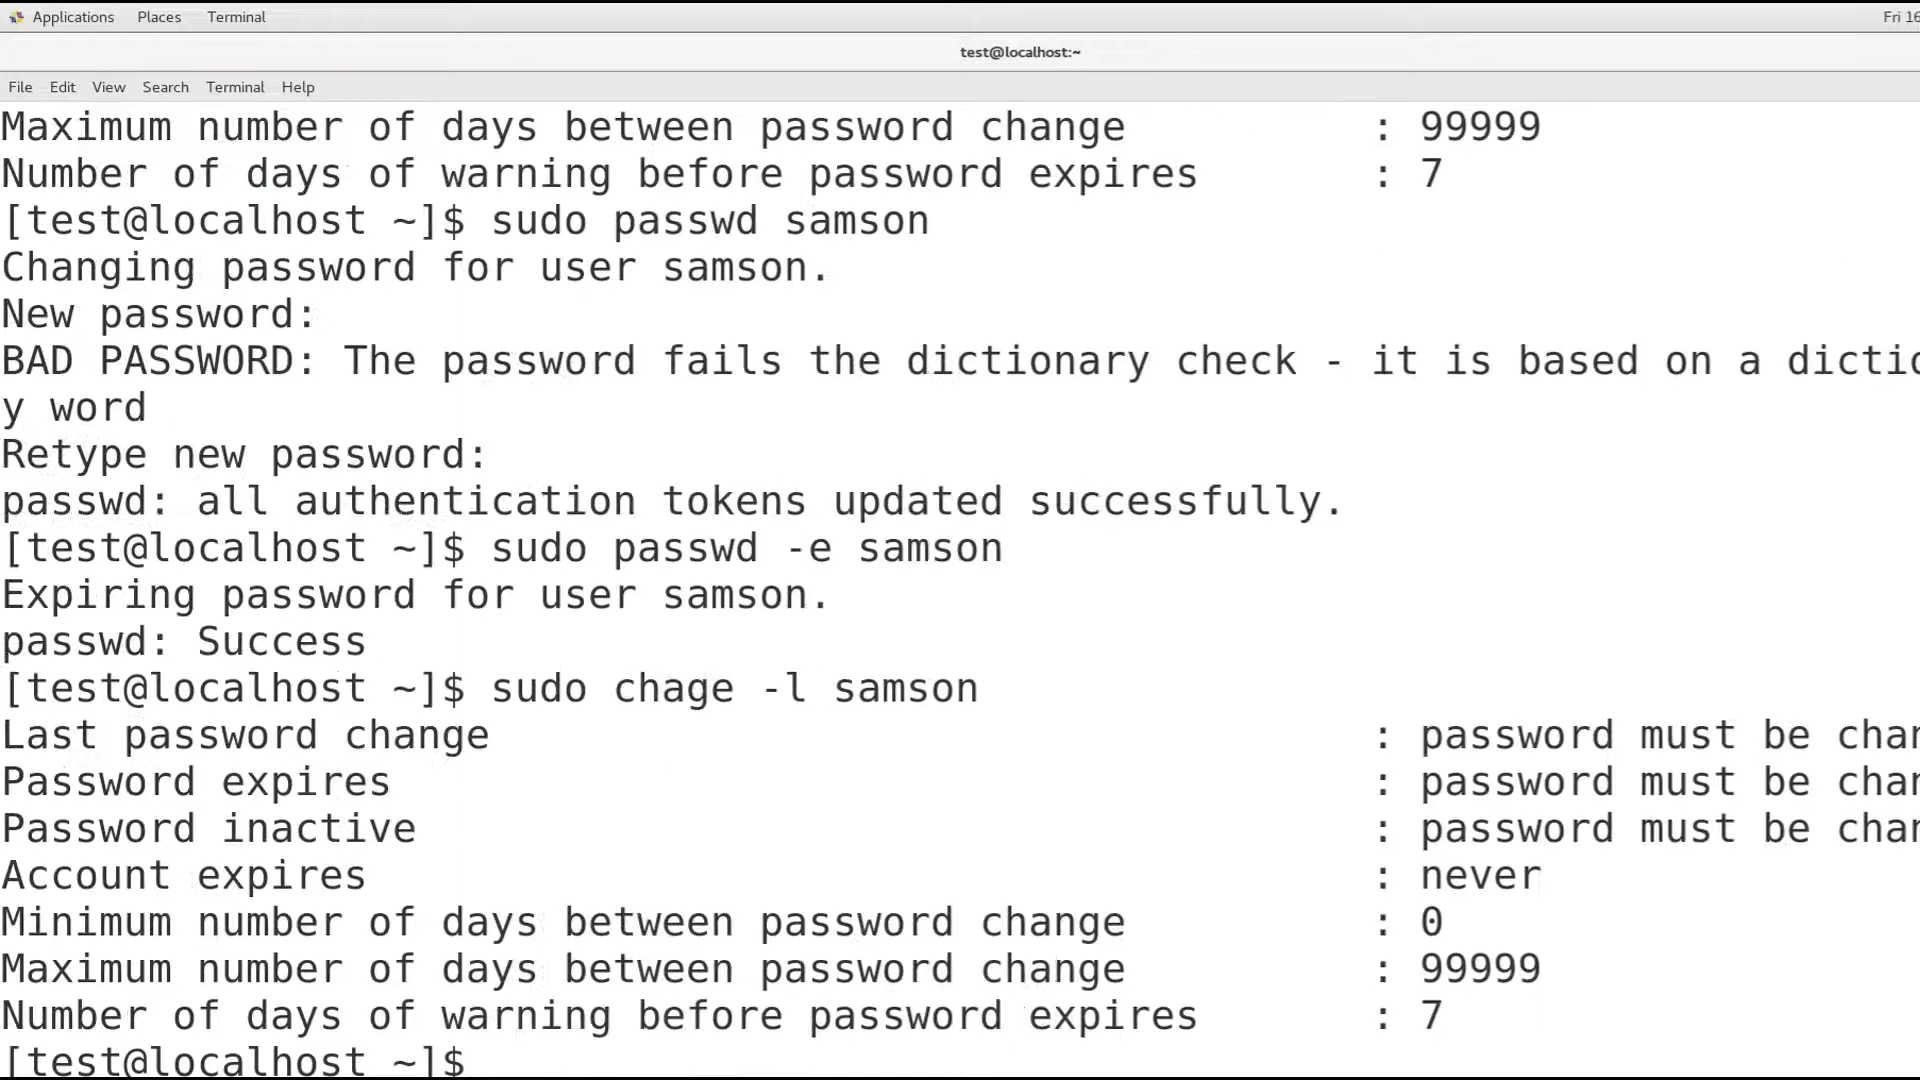 Applications Places Terminal Fri 16
test@localhost:~
File Edit View Search Terminal Help
Maximum number of days between password change : 99999
Number of days of warning before password expires : 7
[test@localhost ~]$ sudo passwd samson
Changing password for user samson.
New password:
BAD PASSWORD: The password fails the dictionary check - it is based on a dictio
y word
Retype new password:
passwd: all authentication tokens updated successfully.
[test@localhost ~]$ sudo passwd -e samson
Expiring password for user samson.
passwd: Success
[test@localhost ~]$ sudo chage -l samson
Last password change : password must be chan
Password expires : password must be chan
Password inactive : password must be chan
Account expires : never
Minimum number of days between password change : 0
Maximum number of days between password change : 99999
Number of days of warning before password expires : 7
[test@localhost ~]$